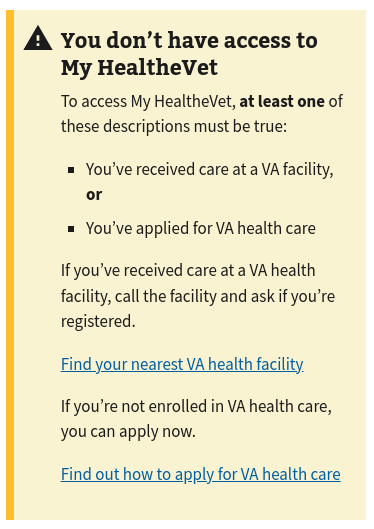 You don’t have access to
My HealtheVet
To access My HealtheVet, at least one of
these descriptions must be true:
You’ve received care at a VA facility,
or
You’ve applied for VA health care
If you’ve received care at a VA health
facility, call the facility and ask if you’re
registered.
Find your nearest VA health facility
If you’re not enrolled in VA health care,
you can apply now.
Find out how to apply for VA health care